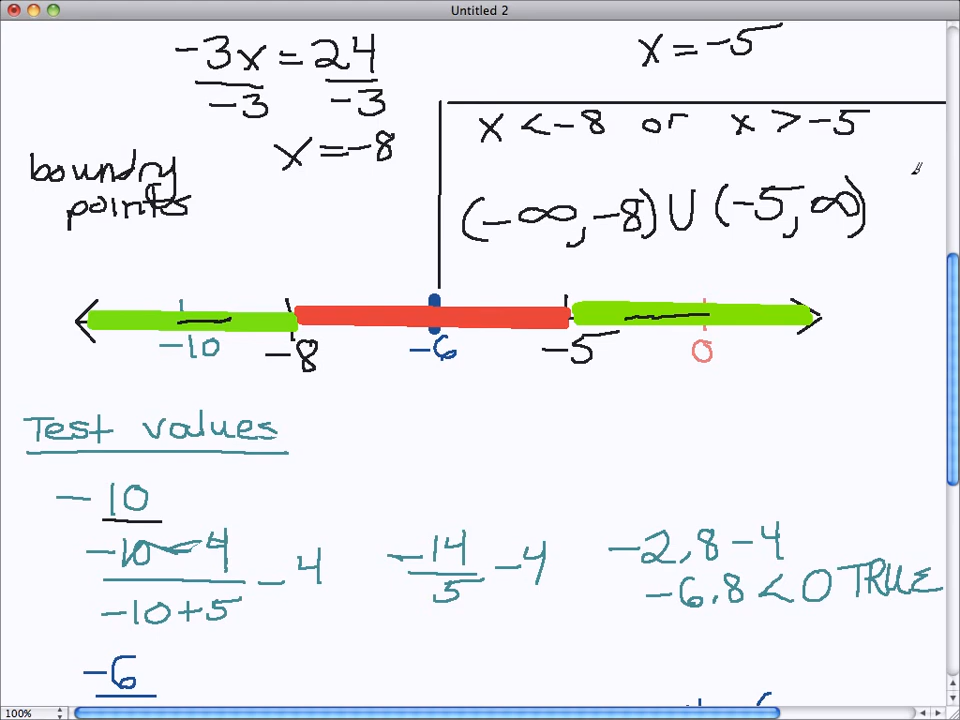 Untitled 2
-3x = 24
-3 -3
x = -8
x = -5
x < -8 or x > -5
(-∞, -8) U (-5, ∞)
boundry
points
-10 -8 -6 -5 0
Test values
-10
-10 - 4
-10 + 5
- 4
-14
5
- 4
-2,8 - 4
-6.8 < 0 TRUE
-6
100%